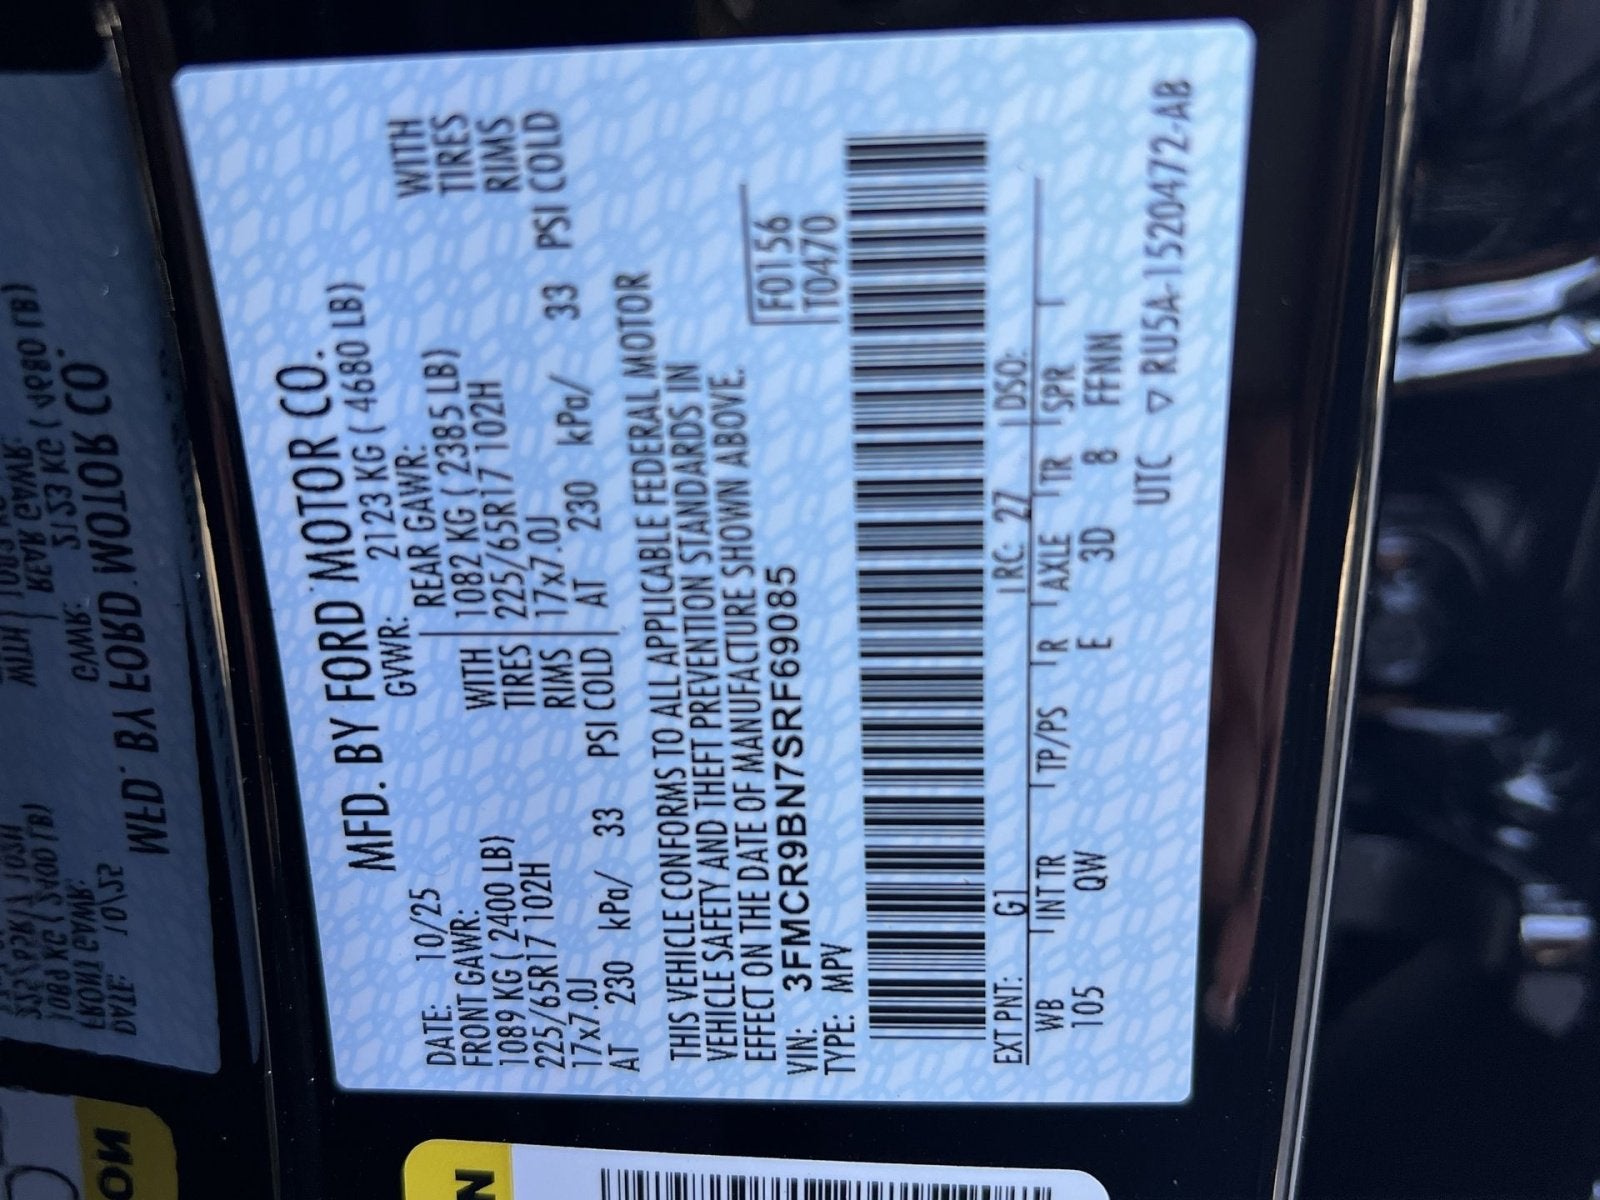 MFD. BY FORD MOTOR CO.
DATE: 10/25 GVWR: 2123 KG ( 4680 LB)
FRONT GAWR: REAR GAWR:
1089 KG ( 2400 LB) WITH 1082 KG ( 2385 LB) WITH
225/65R17 102H TIRES 225/65R17 102H TIRES
17x7.0J RIMS 17x7.0J RIMS
AT 230 kPa/ 33 PSI COLD AT 230 kPa/ 33 PSI COLD
THIS VEHICLE CONFORMS TO ALL APPLICABLE FEDERAL MOTOR
VEHICLE SAFETY AND THEFT PREVENTION STANDARDS IN
EFFECT ON THE DATE OF MANUFACTURE SHOWN ABOVE.
VIN: 3FMCR9BN7SRF69085 F0156
TYPE: MPV T0470
EXT PNT: G1 RC: 27 DSO:
WB INT TR TP/PS R AXLE TR SPR
105 QW E 3D 8 FFNN
UTC ▽ RU5A-1520472-AB